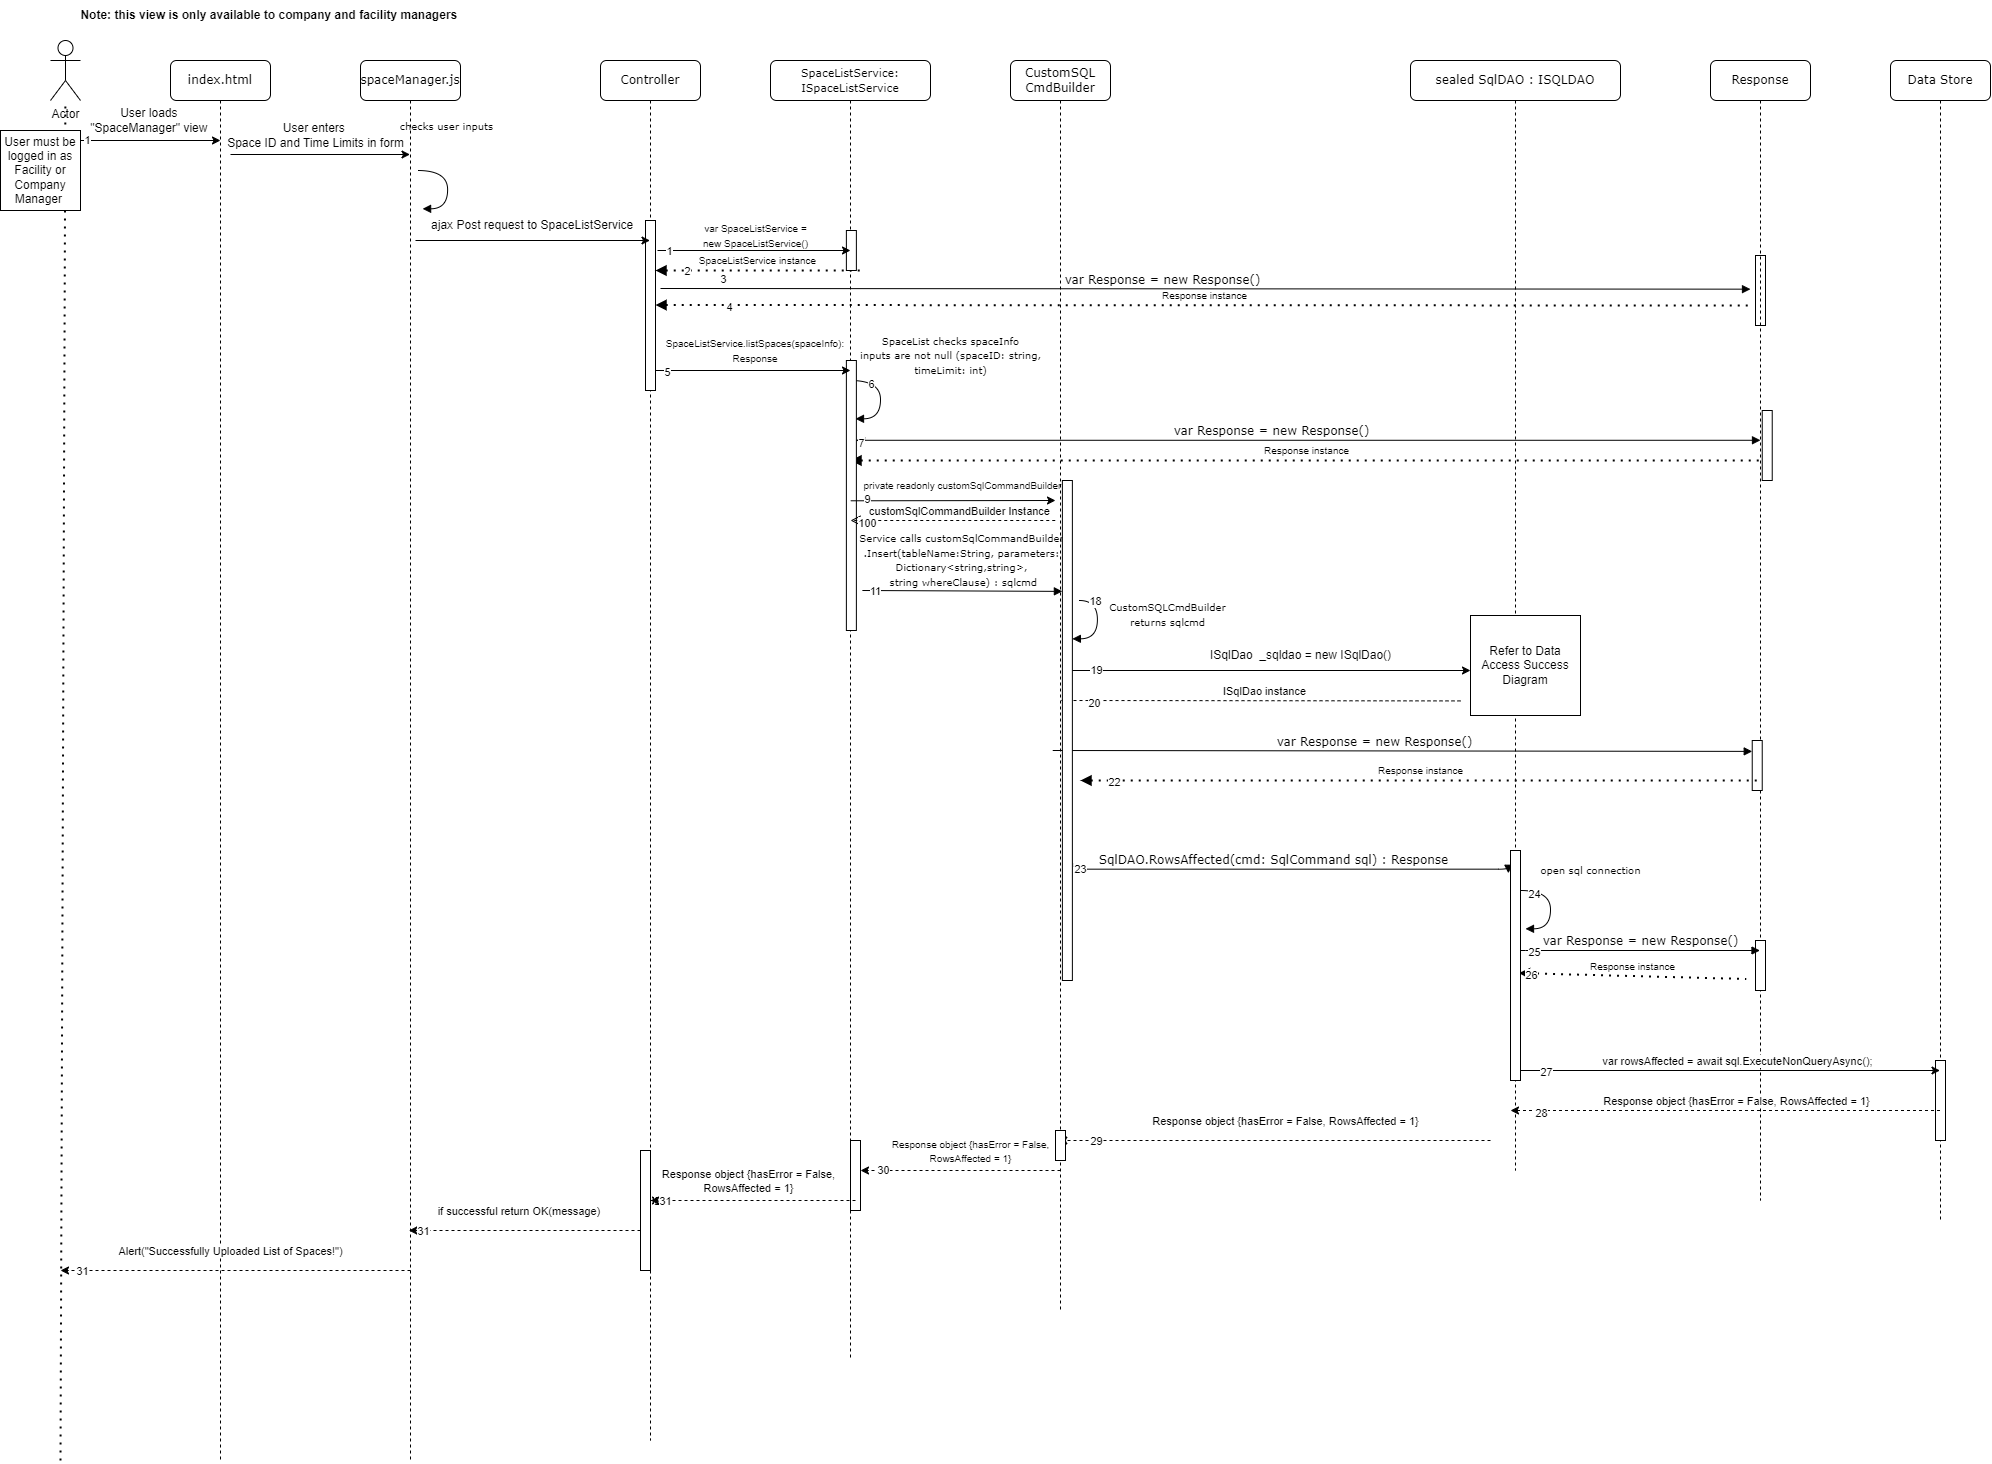 Note: this view is only available to company and facility managers
index.html
spaceManager.js
Controller
SpaceListService:
ISpaceListService
CustomSQL
CmdBuilder
sealed SqlDAO : ISQLDAO
Response
Data Store
Actor
User must be
logged in as
Facility or
Company
Manager
User loads
"SpaceManager" view
1
User enters
Space ID and Time Limits in form
checks user inputs
ajax Post request to SpaceListService
var SpaceListService =
new SpaceListService()
1
SpaceListService instance
2
3
var Response = new Response()
Response instance
4
SpaceListService.listSpaces(spaceInfo):
Response
5
SpaceList checks spaceInfo
inputs are not null (spaceID: string,
timeLimit: int)
6
var Response = new Response()
7
Response instance
private readonly customSqlCommandBuilder
9
customSqlCommandBuilder Instance
100
Service calls customSqlCommandBuilder
.Insert(tableName:String, parameters:
Dictionary<string,string>,
string whereClause) : sqlcmd
11
18
CustomSQLCmdBuilder
returns sqlcmd
ISqlDao _sqldao = new ISqlDao()
19
Refer to Data
Access Success
Diagram
ISqlDao instance
20
var Response = new Response()
Response instance
22
SqlDAO.RowsAffected(cmd: SqlCommand sql) : Response
23
open sql connection
24
var Response = new Response()
25
Response instance
26
var rowsAffected = await sql.ExecuteNonQueryAsync();
27
Response object {hasError = False, RowsAffected = 1}
28
Response object {hasError = False, RowsAffected = 1}
29
Response object {hasError = False,
RowsAffected = 1}
30
Response object {hasError = False,
RowsAffected = 1}
31
if successful return OK(message)
31
Alert("Successfully Uploaded List of Spaces!")
31